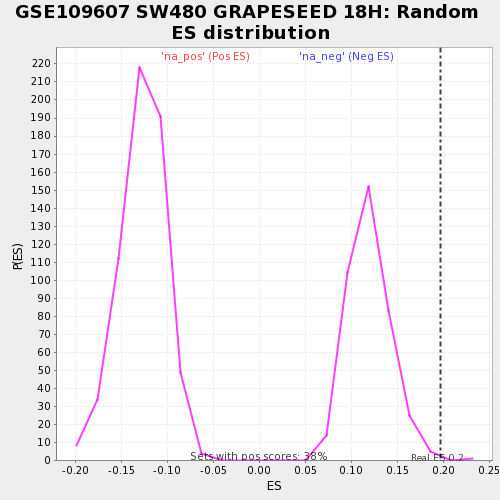 GSE109607 SW480 GRAPESEED 18H: Random
ES distribution
'na_pos' (Pos ES) 'na_neg' (Neg ES)
220
210
200
190
180
170
160
150
140
130
120
110
100
90
80
70
60
50
40
30
20
10
0
P(ES)
Sets with pos scores: 38%
Real ES 0.2
-0.20 -0.15 -0.10 -0.05 0.00 0.05 0.10 0.15 0.20 0.25
ES